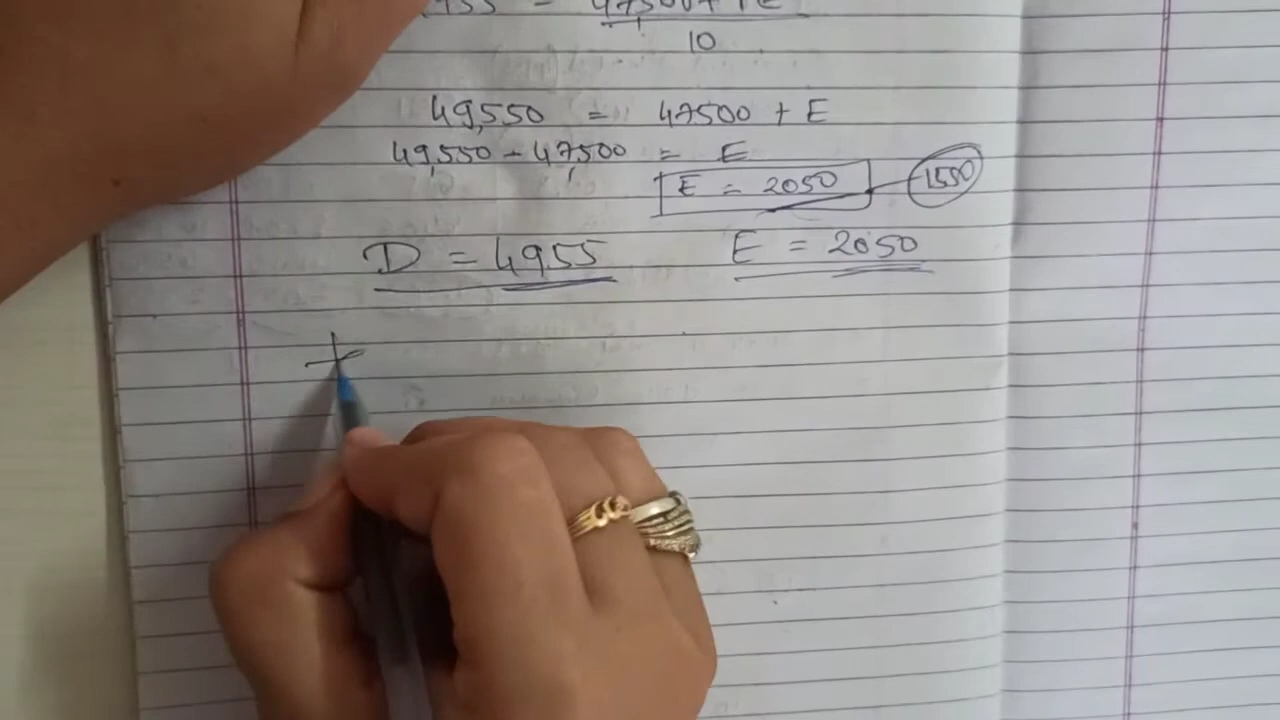 10
49,550 = 47500 + E
49,550 - 47,500 = E
E = 2050 1550
D = 4955 E = 2050
+